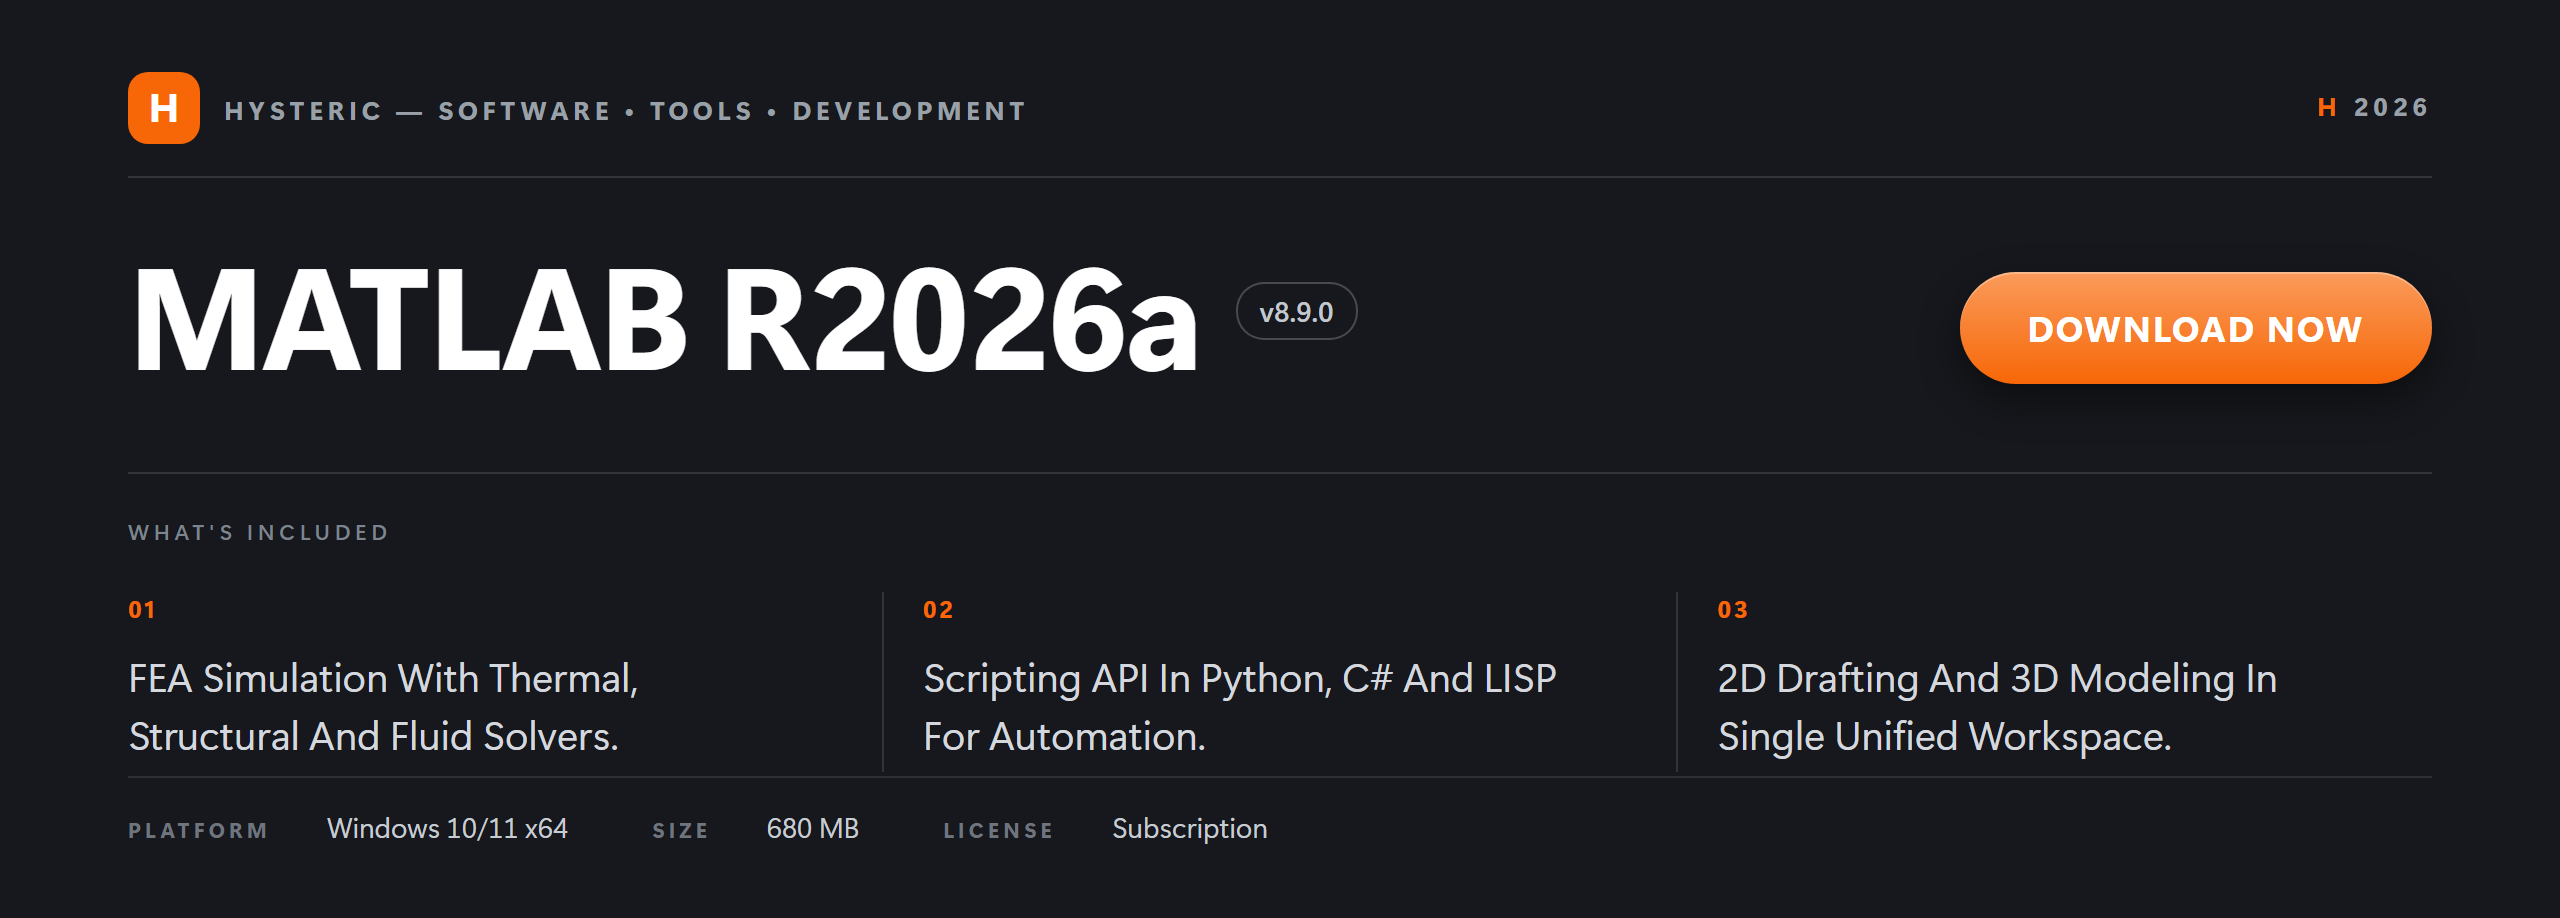 H HYSTERIC — SOFTWARE • TOOLS • DEVELOPMENT
H 2026
MATLAB R2026a v8.9.0
DOWNLOAD NOW
WHAT'S INCLUDED
01
FEA Simulation With Thermal,
Structural And Fluid Solvers.
02
Scripting API In Python, C# And LISP
For Automation.
03
2D Drafting And 3D Modeling In
Single Unified Workspace.
PLATFORM Windows 10/11 x64 SIZE 680 MB LICENSE Subscription